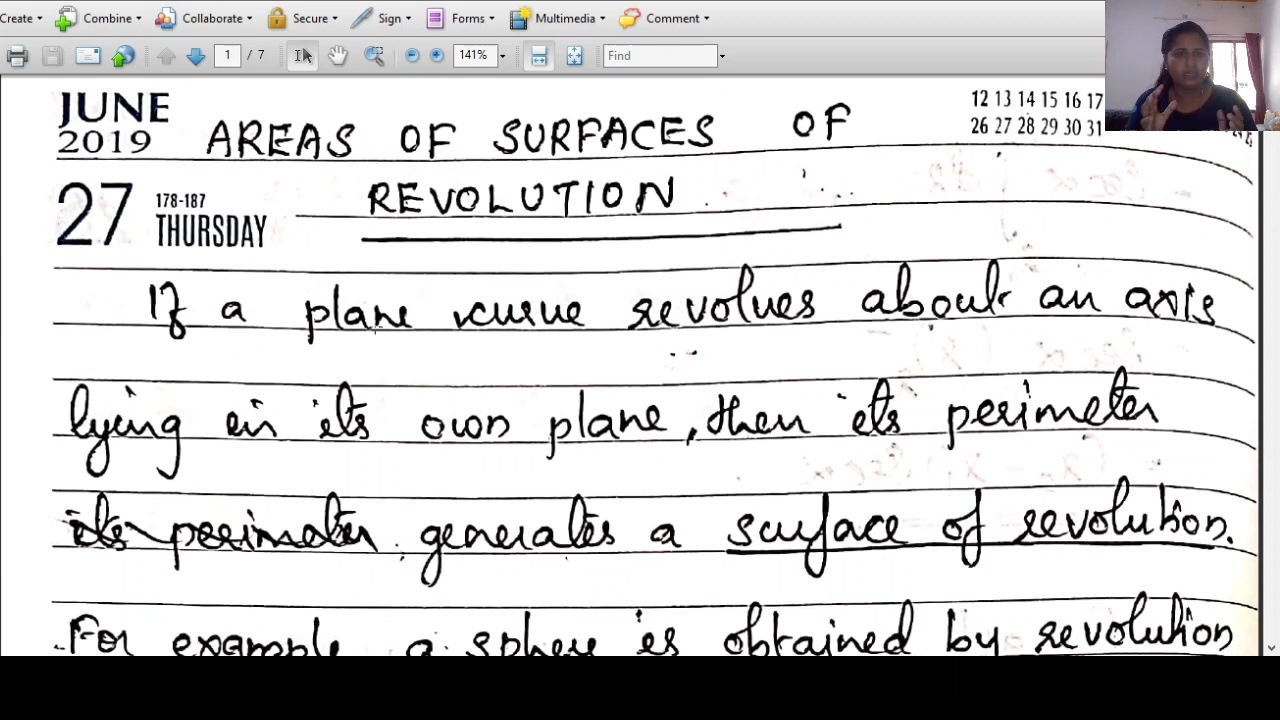 Create Combine Collaborate Secure Sign Forms Multimedia Comment
1 / 7 141% Find
JUNE
2019 AREAS OF SURFACES OF
12 13 14 15 16 17
26 27 28 29 30 31
27 178-187
THURSDAY REVOLUTION
If a plane curve revolves about an axis
lying in its own plane, then its perimeter
its perimeter generates a surface of revolution.
For example, a sphere is obtained by revolution